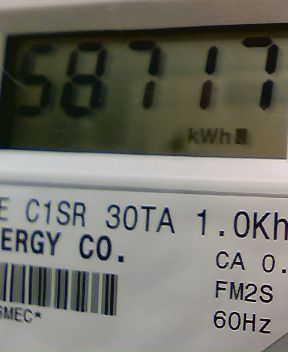 58717
kWh
E C1SR 30TA 1.0Kh
ERGY CO.
CA 0.
FM2S
SMEC*
60Hz